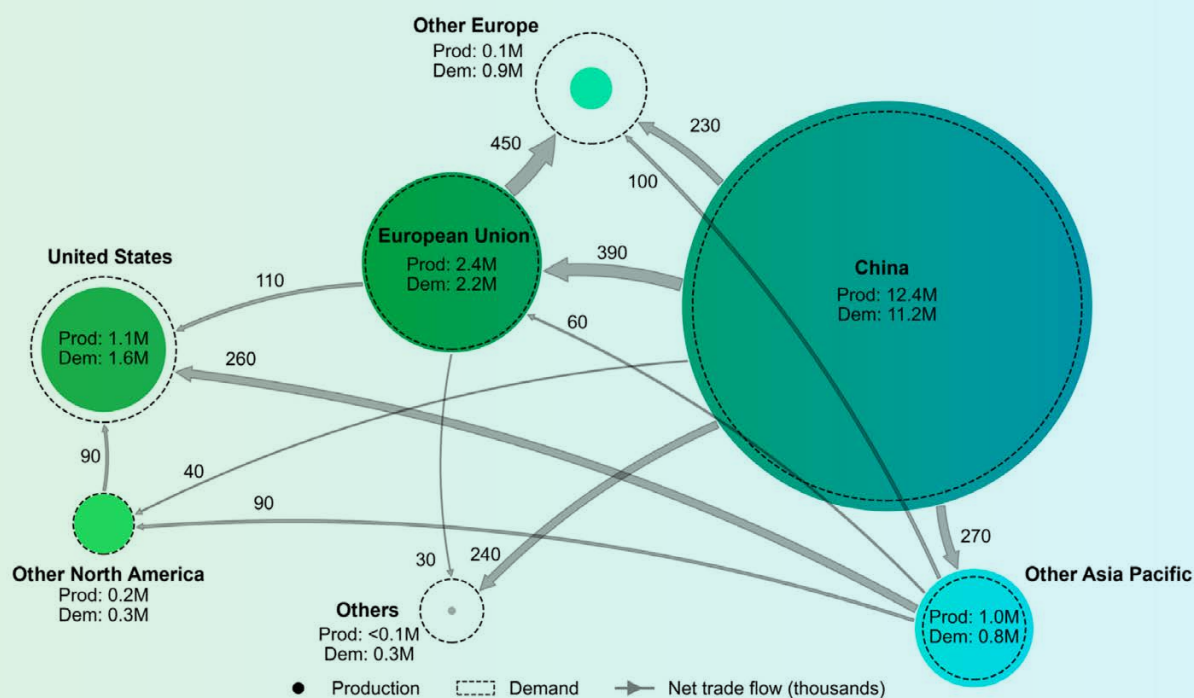 Other Europe
Prod: 0.1M
Dem: 0.9M
230
450
100
European Union
Prod: 2.4M
Dem: 2.2M
390
China
Prod: 12.4M
Dem: 11.2M
United States
Prod: 1.1M
Dem: 1.6M
110
60
260
90
40
90
Other North America
Prod: 0.2M
Dem: 0.3M
30
240
270
Others
Prod: <0.1M
Dem: 0.3M
Other Asia Pacific
Prod: 1.0M
Dem: 0.8M
Production
Demand
Net trade flow (thousands)